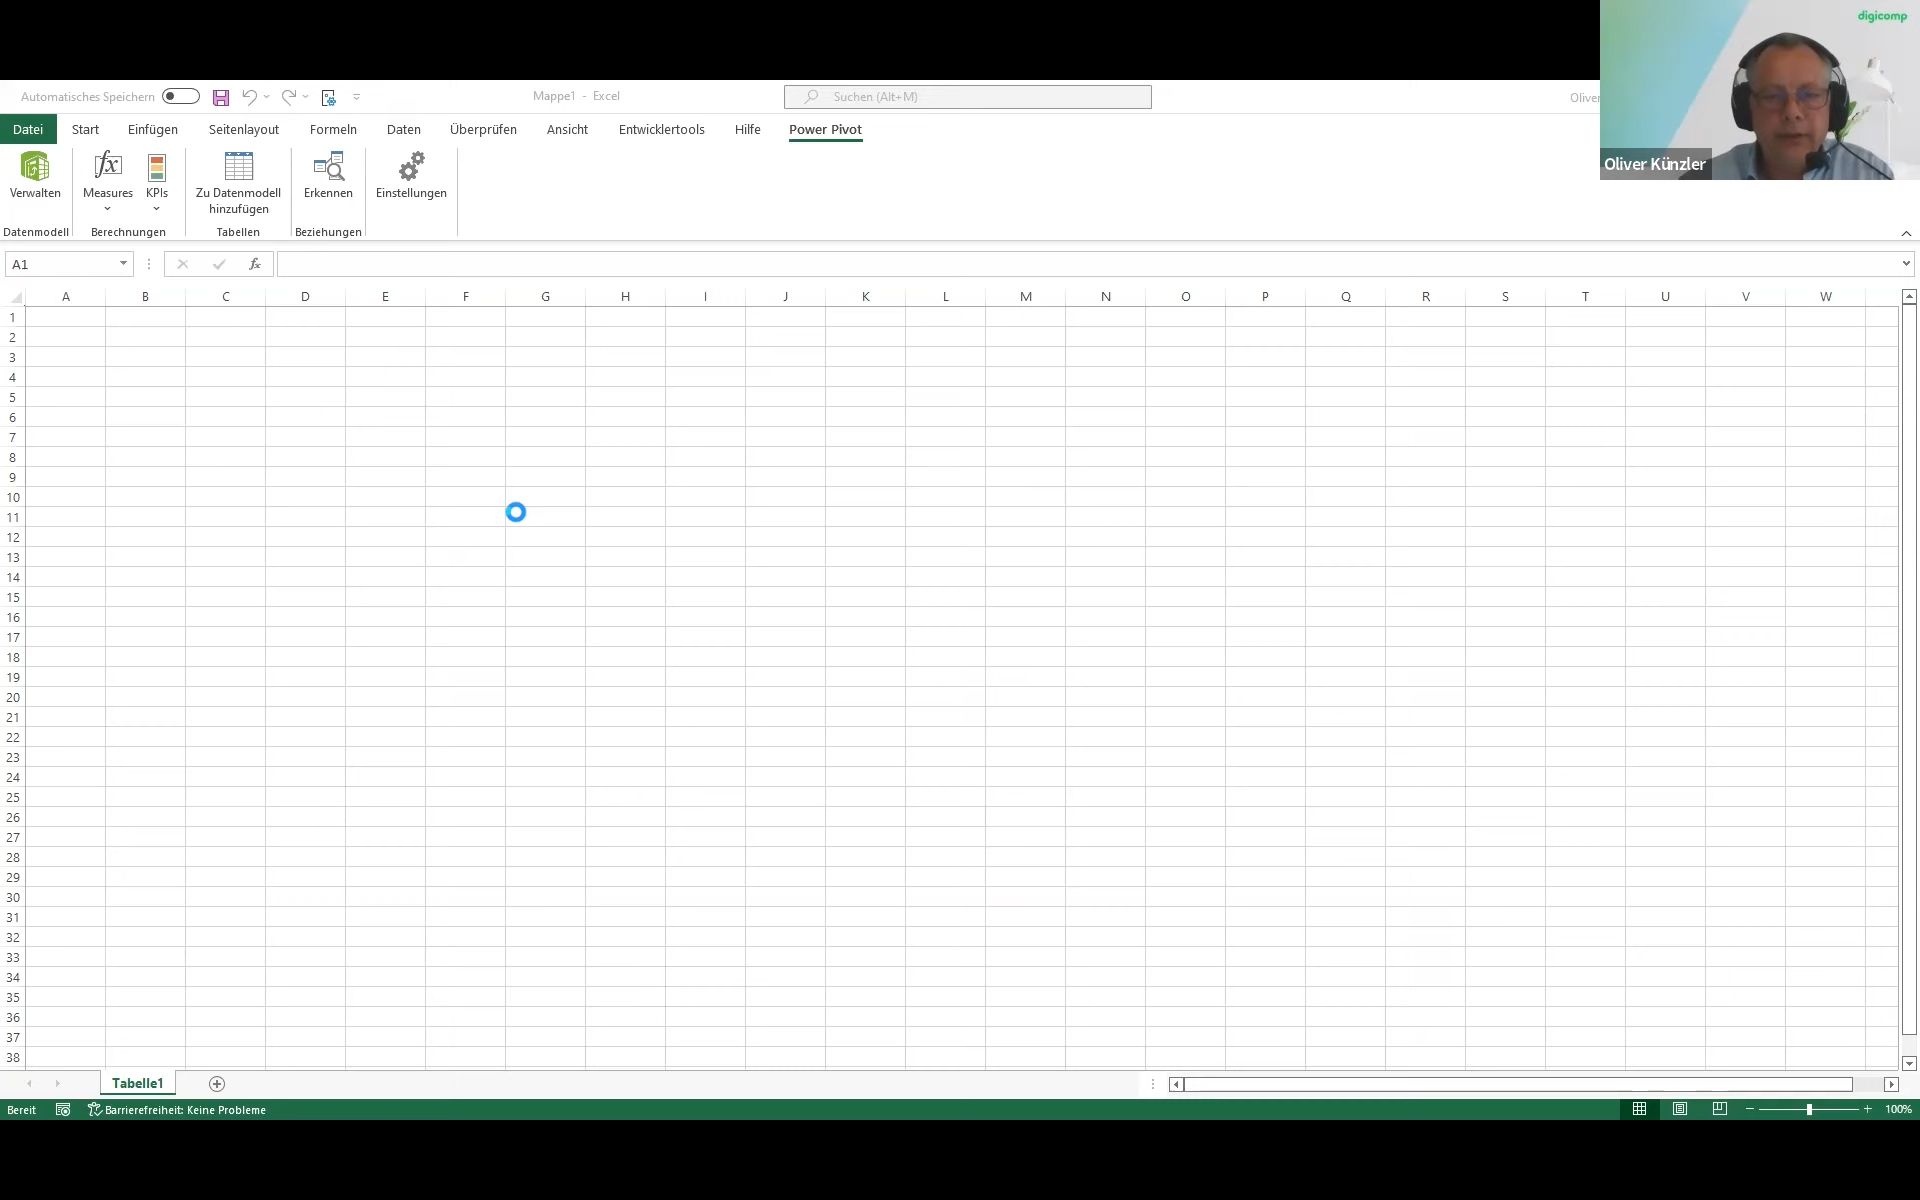 digicomp
Automatisches Speichern
Mappe1 - Excel
Suchen (Alt+M)
Oliver
Datei Start Einfügen Seitenlayout Formeln Daten Überprüfen Ansicht Entwicklertools Hilfe Power Pivot
Oliver Künzler
Verwalten Measures KPIs Zu Datenmodell Erkennen Einstellungen
hinzufügen
Datenmodell Berechnungen Tabellen Beziehungen
A1 fx
A B C D E F G H I J K L M N O P Q R S T U V W
1
2
3
4
5
6
7
8
9
10
11
12
13
14
15
16
17
18
19
20
21
22
23
24
25
26
27
28
29
30
31
32
33
34
35
36
37
38
Tabelle1
Bereit Barrierefreiheit: Keine Probleme 100%